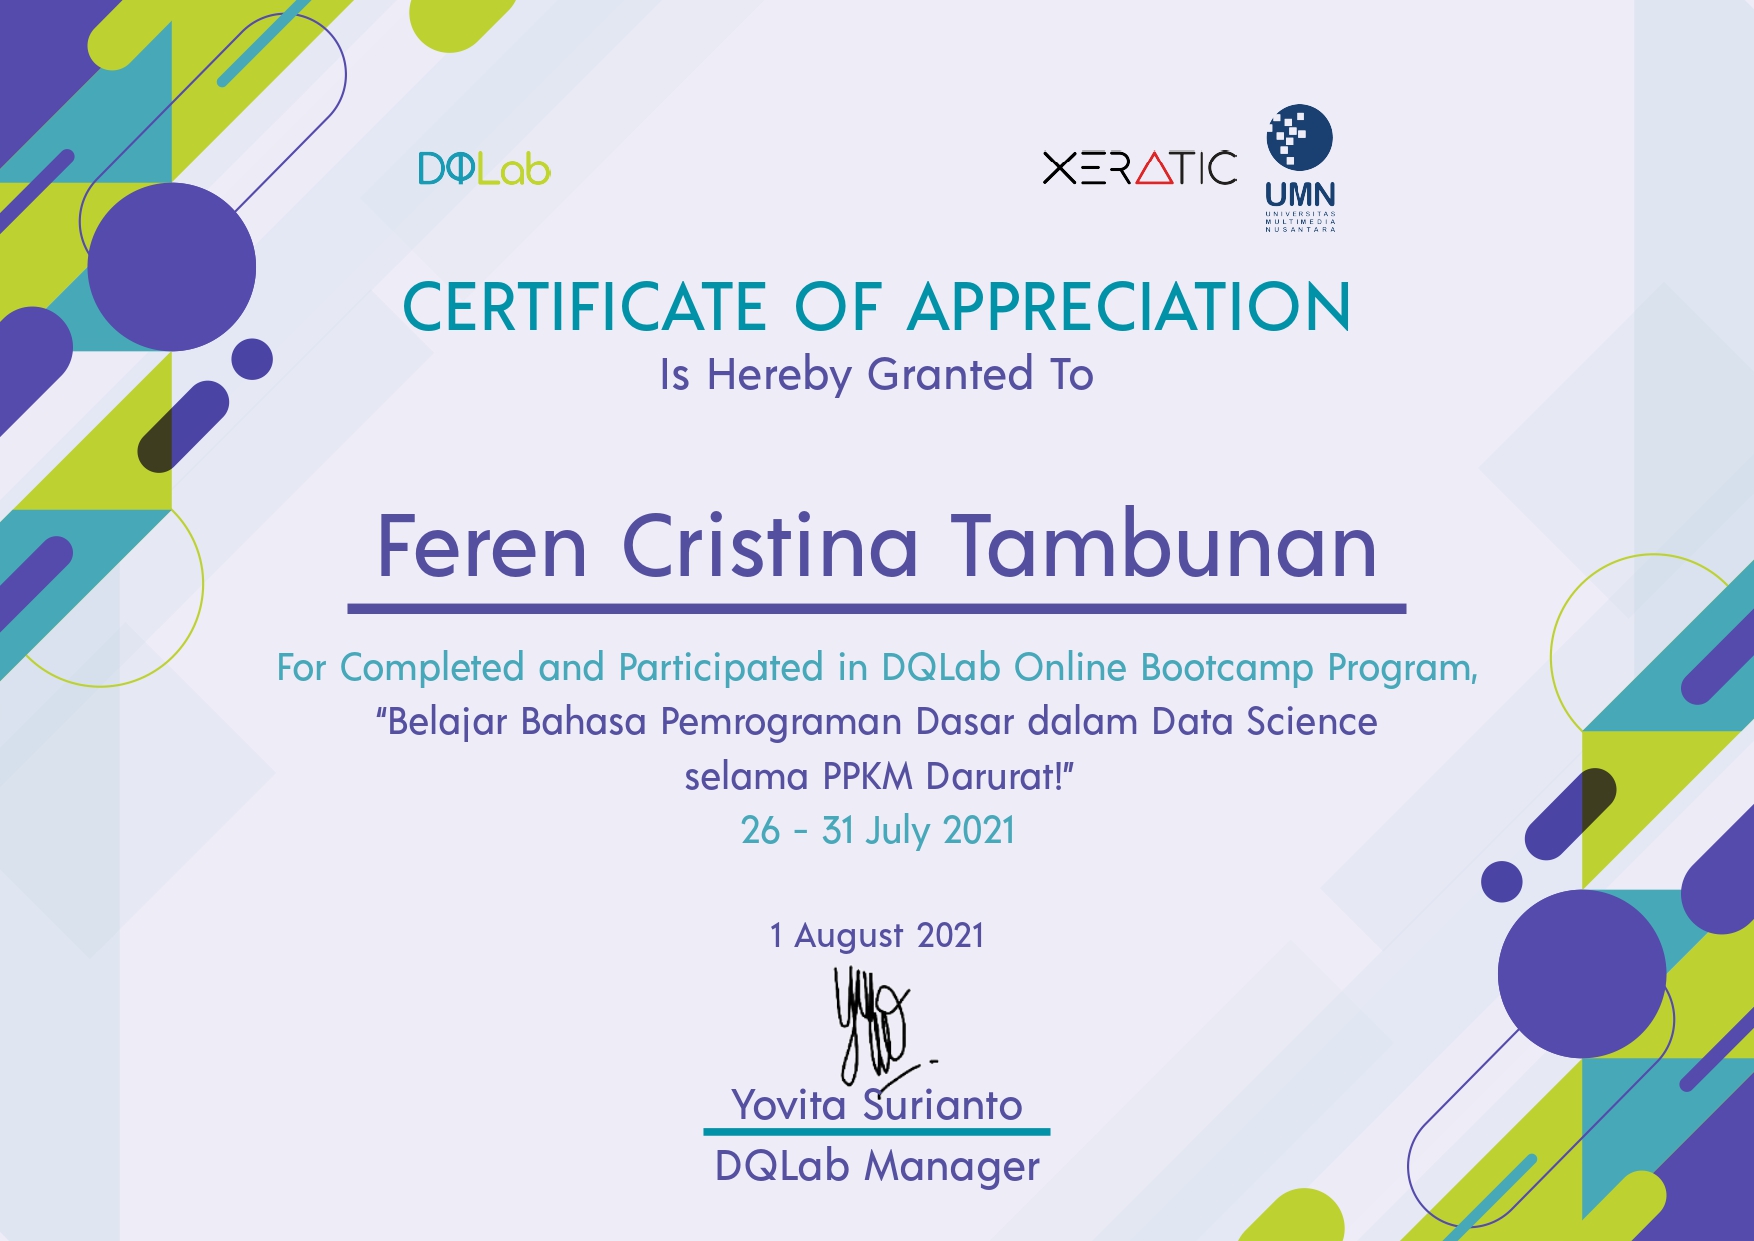 DQLab
XERATIC
UMN
UNIVERSITAS
MULTIMEDIA
NUSANTARA
CERTIFICATE OF APPRECIATION
Is Hereby Granted To
Feren Cristina Tambunan
For Completed and Participated in DQLab Online Bootcamp Program,
“Belajar Bahasa Pemrograman Dasar dalam Data Science
selama PPKM Darurat!”
26 - 31 July 2021
1 August 2021
Yovita Surianto
DQLab Manager